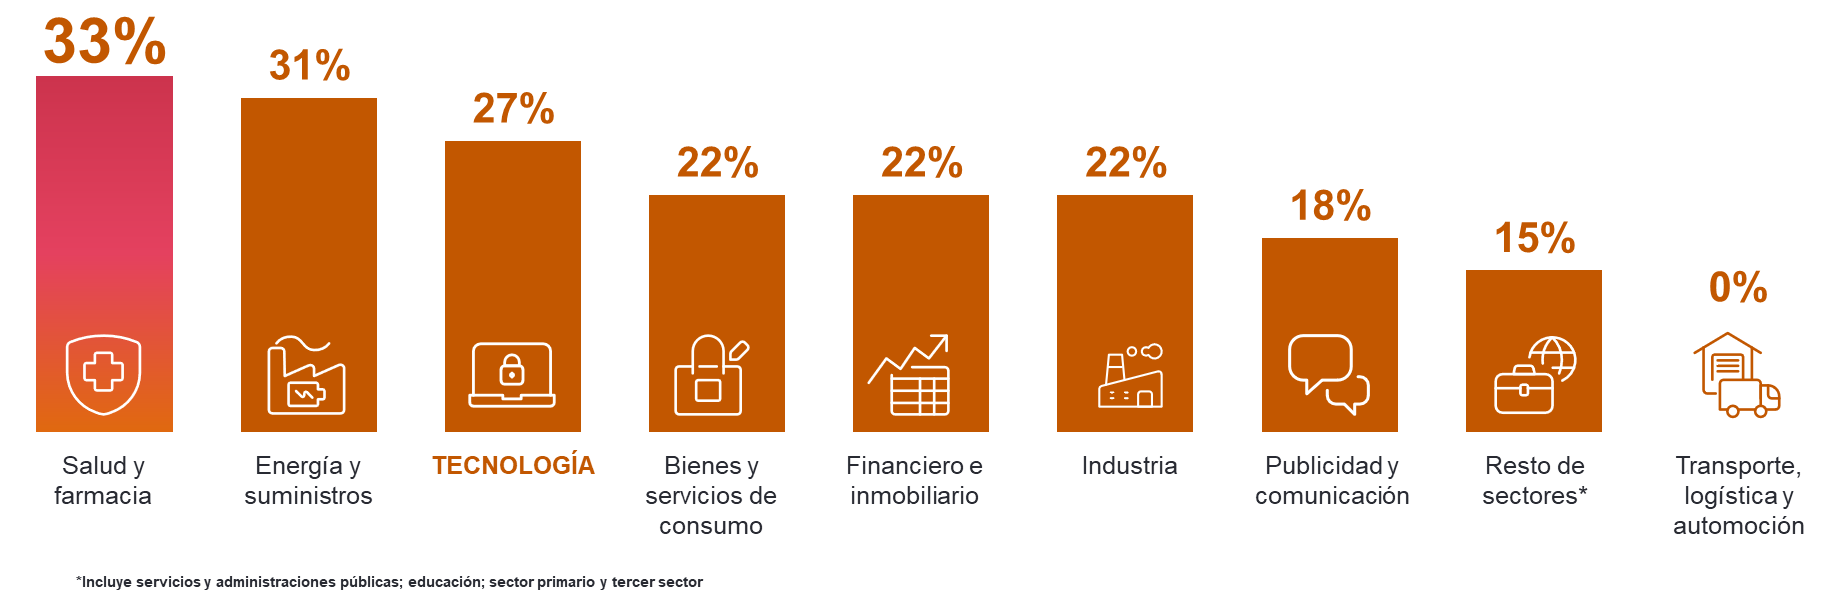 33%
31%
27%
22%
22%
22%
18%
15%
0%
Salud y
farmacia
Energía y
suministros
TECNOLOGÍA
Bienes y
servicios de
consumo
Financiero e
inmobiliario
Industria
Publicidad y
comunicación
Resto de
sectores*
Transporte,
logística y
automoción
*Incluye servicios y administraciones públicas; educación; sector primario y tercer sector